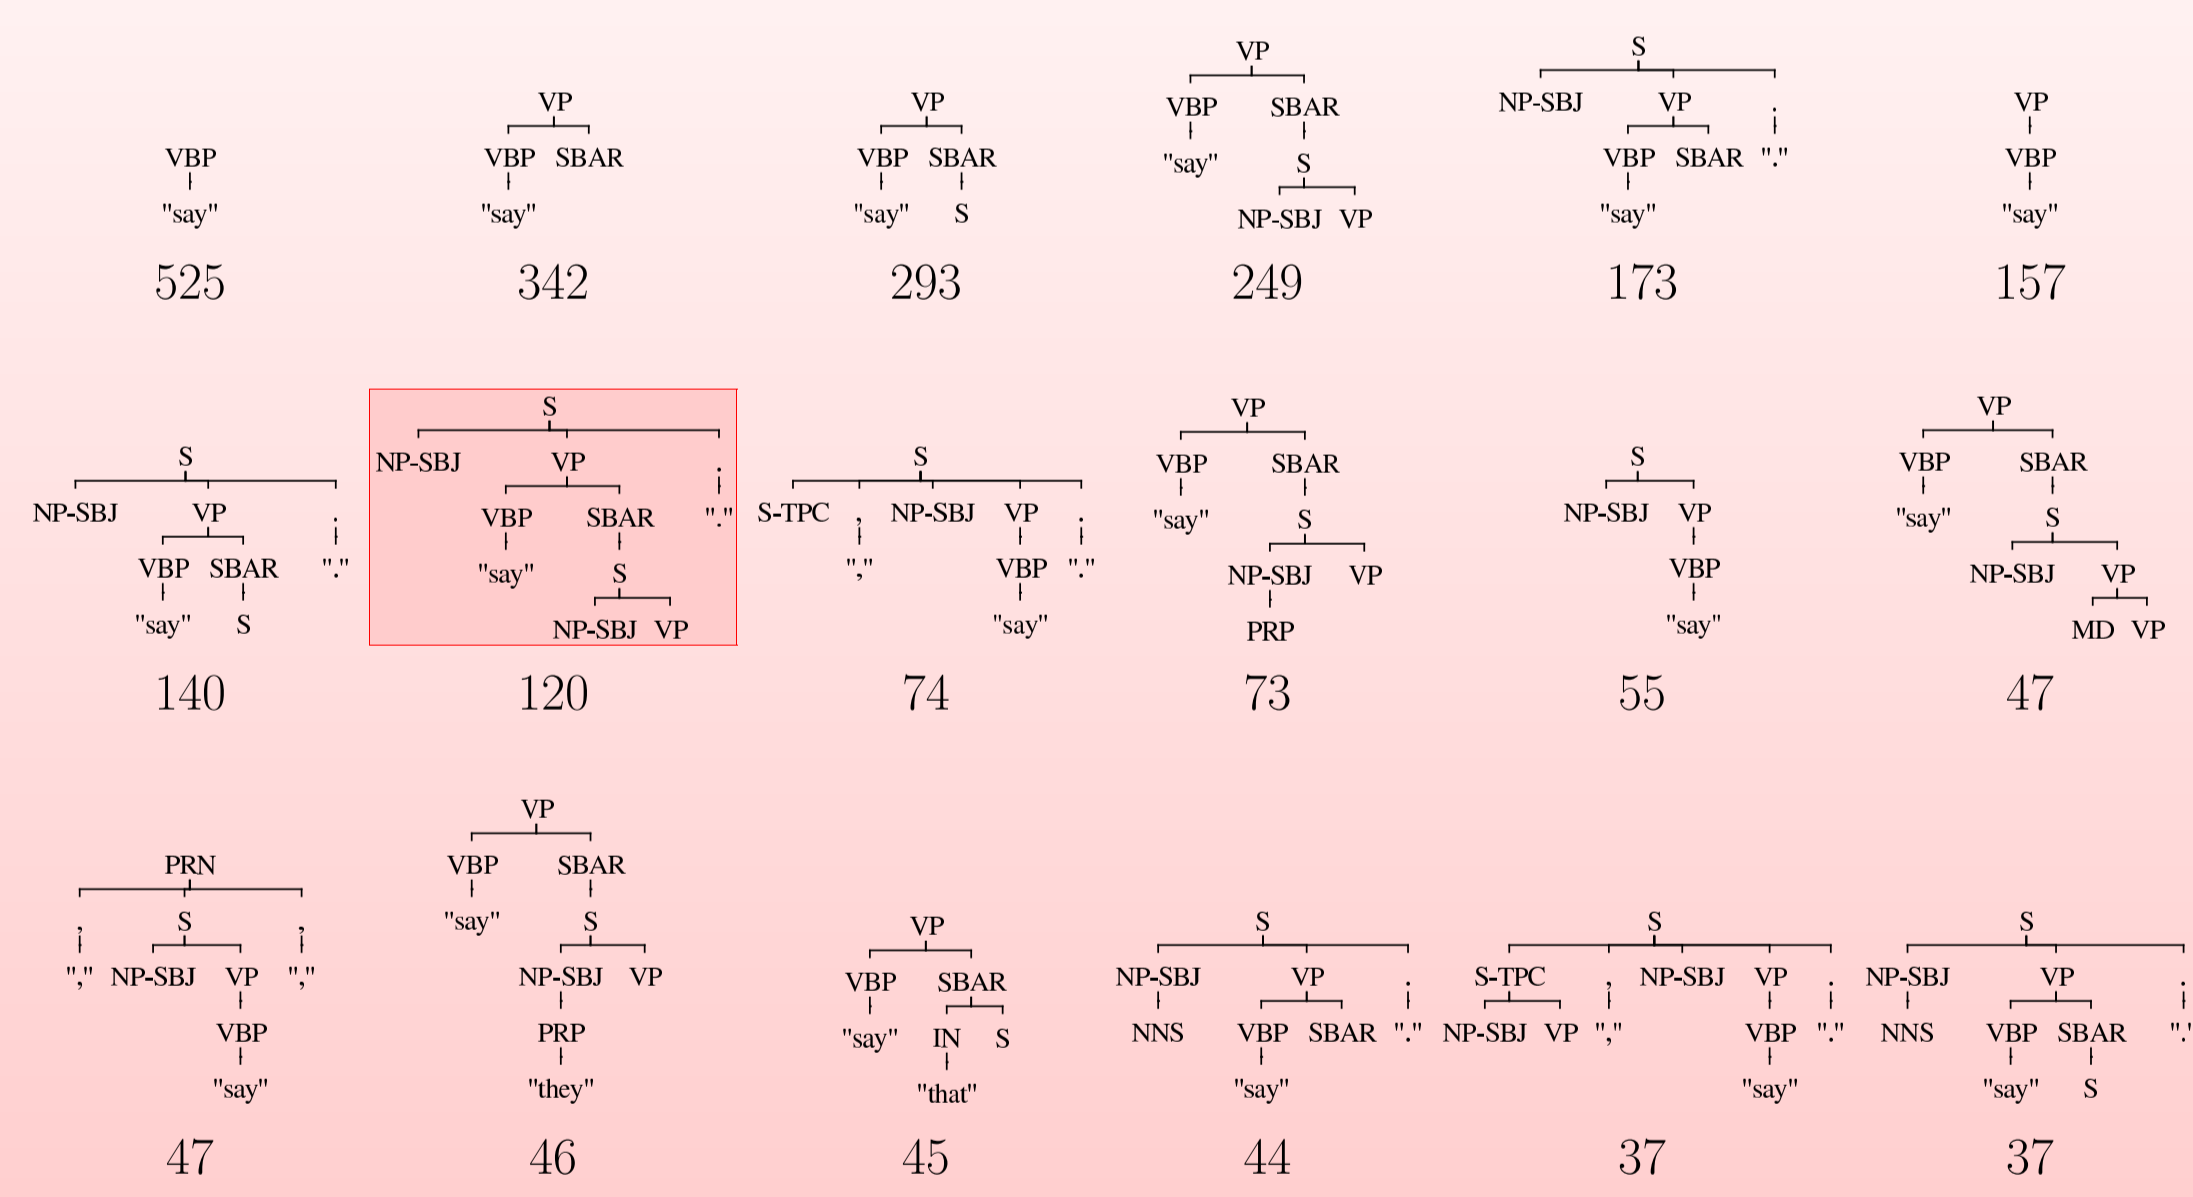 VBP
"say"
525
VP
VBP SBAR
"say"
342
VP
VBP SBAR
"say" S
293
VP
VBP SBAR
"say" S
NP-SBJ VP
249
S
NP-SBJ VP .
VBP SBAR "."
"say"
173
VP
VBP
"say"
157
S
NP-SBJ VP .
VBP SBAR "."
"say" S
140
S
NP-SBJ VP .
VBP SBAR "."
"say" S
NP-SBJ VP
120
S
S-TPC , NP-SBJ VP .
"," VBP "."
"say"
74
VP
VBP SBAR
"say" S
NP-SBJ VP
PRP
73
S
NP-SBJ VP
VBP
"say"
55
VP
VBP SBAR
"say" S
NP-SBJ VP
MD VP
47
PRN
, S ,
"," NP-SBJ VP ","
VBP
"say"
47
VP
VBP SBAR
"say" S
NP-SBJ VP
PRP
"they"
46
VP
VBP SBAR
"say" IN S
"that"
45
S
NP-SBJ VP .
NNS VBP SBAR "."
"say"
44
S
S-TPC , NP-SBJ VP .
NP-SBJ VP "," VBP "."
"say"
37
S
NP-SBJ VP .
NNS VBP SBAR "."
"say" S
37